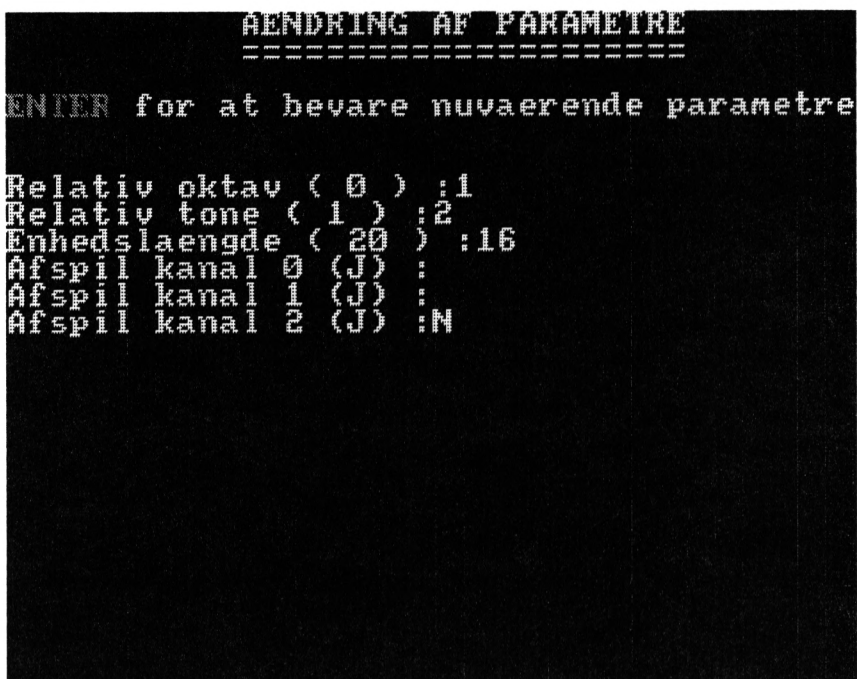 AENDRING AF PARAMETRE
=====================
ENTER for at bevare nuvaerende parametre
Relativ oktav ( 0 ) :1
Relativ tone ( 1 ) :2
Enhedslaengde ( 20 ) :16
Afspil kanal 0 (J) :
Afspil kanal 1 (J) :
Afspil kanal 2 (J) :N